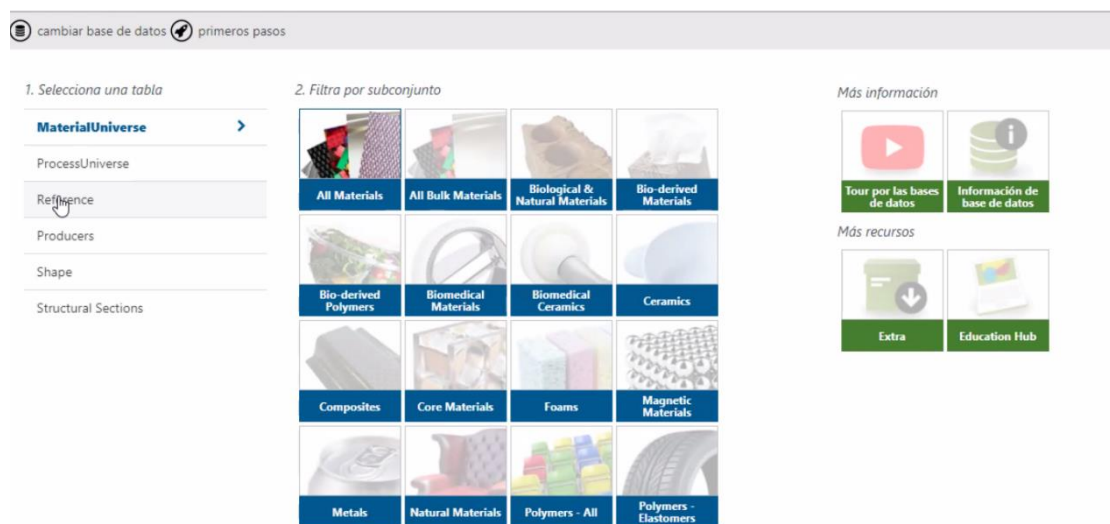 cambiar base de datos primeros pasos
1. Selecciona una tabla
MaterialUniverse
ProcessUniverse
Reference
Producers
Shape
Structural Sections
2. Filtra por subconjunto
All Materials
All Bulk Materials
Biological &
Natural Materials
Bio-derived
Materials
Bio-derived
Polymers
Biomedical
Materials
Biomedical
Ceramics
Ceramics
Composites
Core Materials
Foams
Magnetic
Materials
Metals
Natural Materials
Polymers - All
Polymers -
Elastomers
Más información
Tour por las bases
de datos
Información de
base de datos
Más recursos
Extra
Education Hub